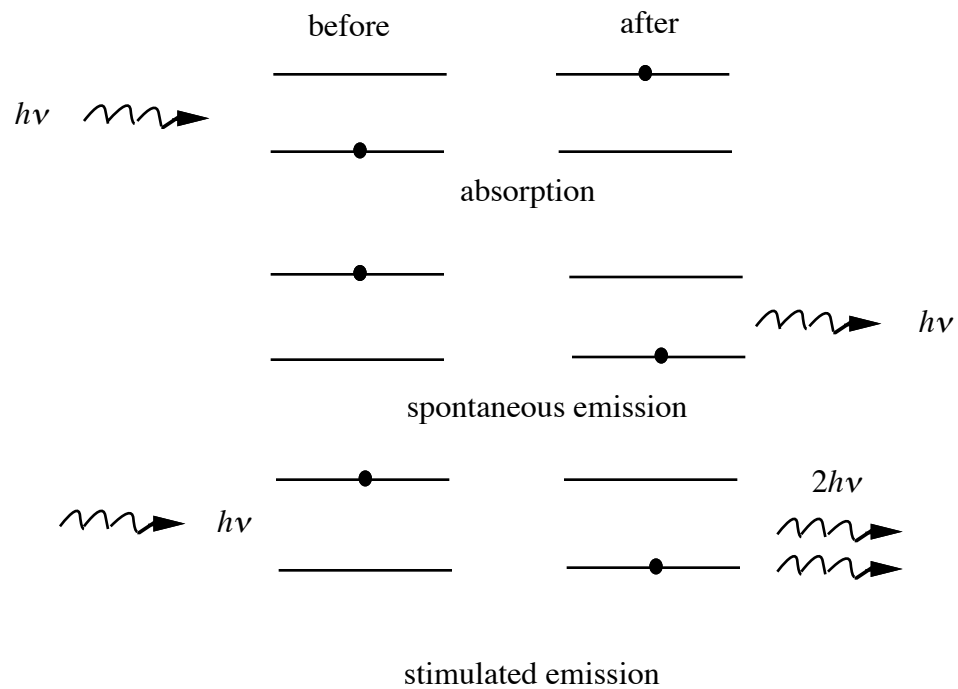 before after
hν
absorption
hν
spontaneous emission
2hν
hν
stimulated emission